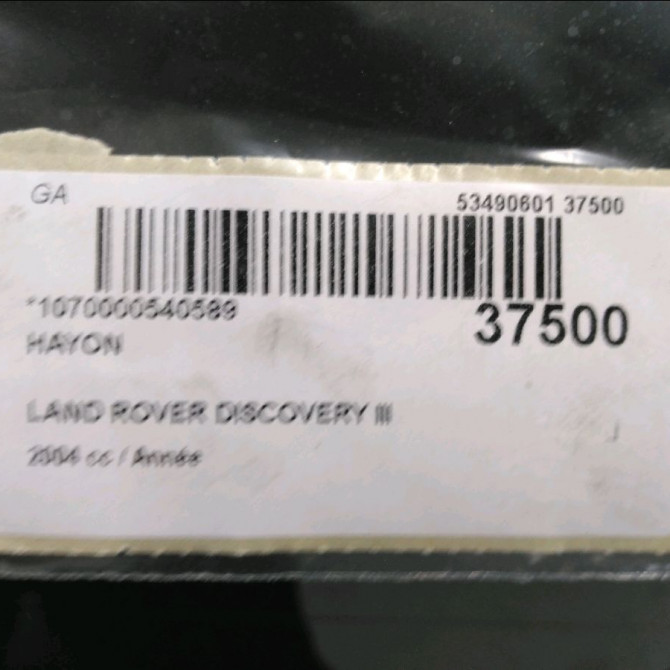 GA
53490601 37500
*1070000540589
37500
HAYON
LAND ROVER DISCOVERY III
2004 cc / Année